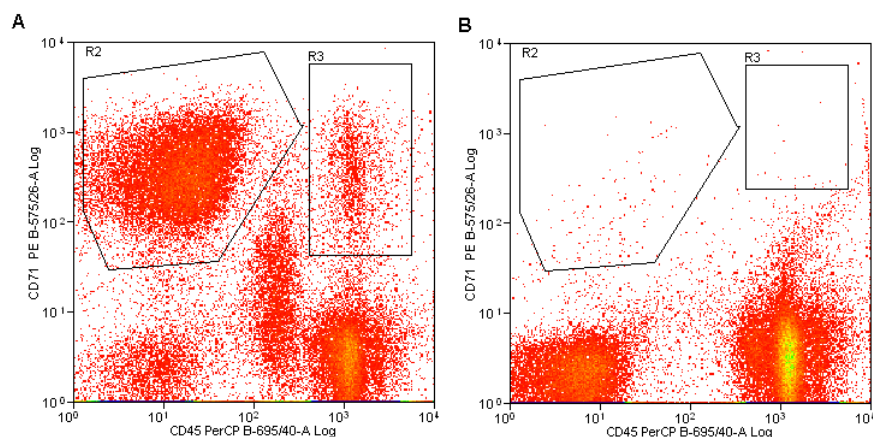 A
R2
R3
10⁴
10³
10²
10¹
10⁰
CD71 PE B-575/26-A Log
10⁰ 10¹ 10² 10³ 10⁴
CD45 PerCP B-695/40-A Log
B
R2
R3
10⁴
10³
10²
10¹
10⁰
CD71 PE B-575/26-A Log
10⁰ 10¹ 10² 10³ 10⁴
CD45 PerCP B-695/40-A Log